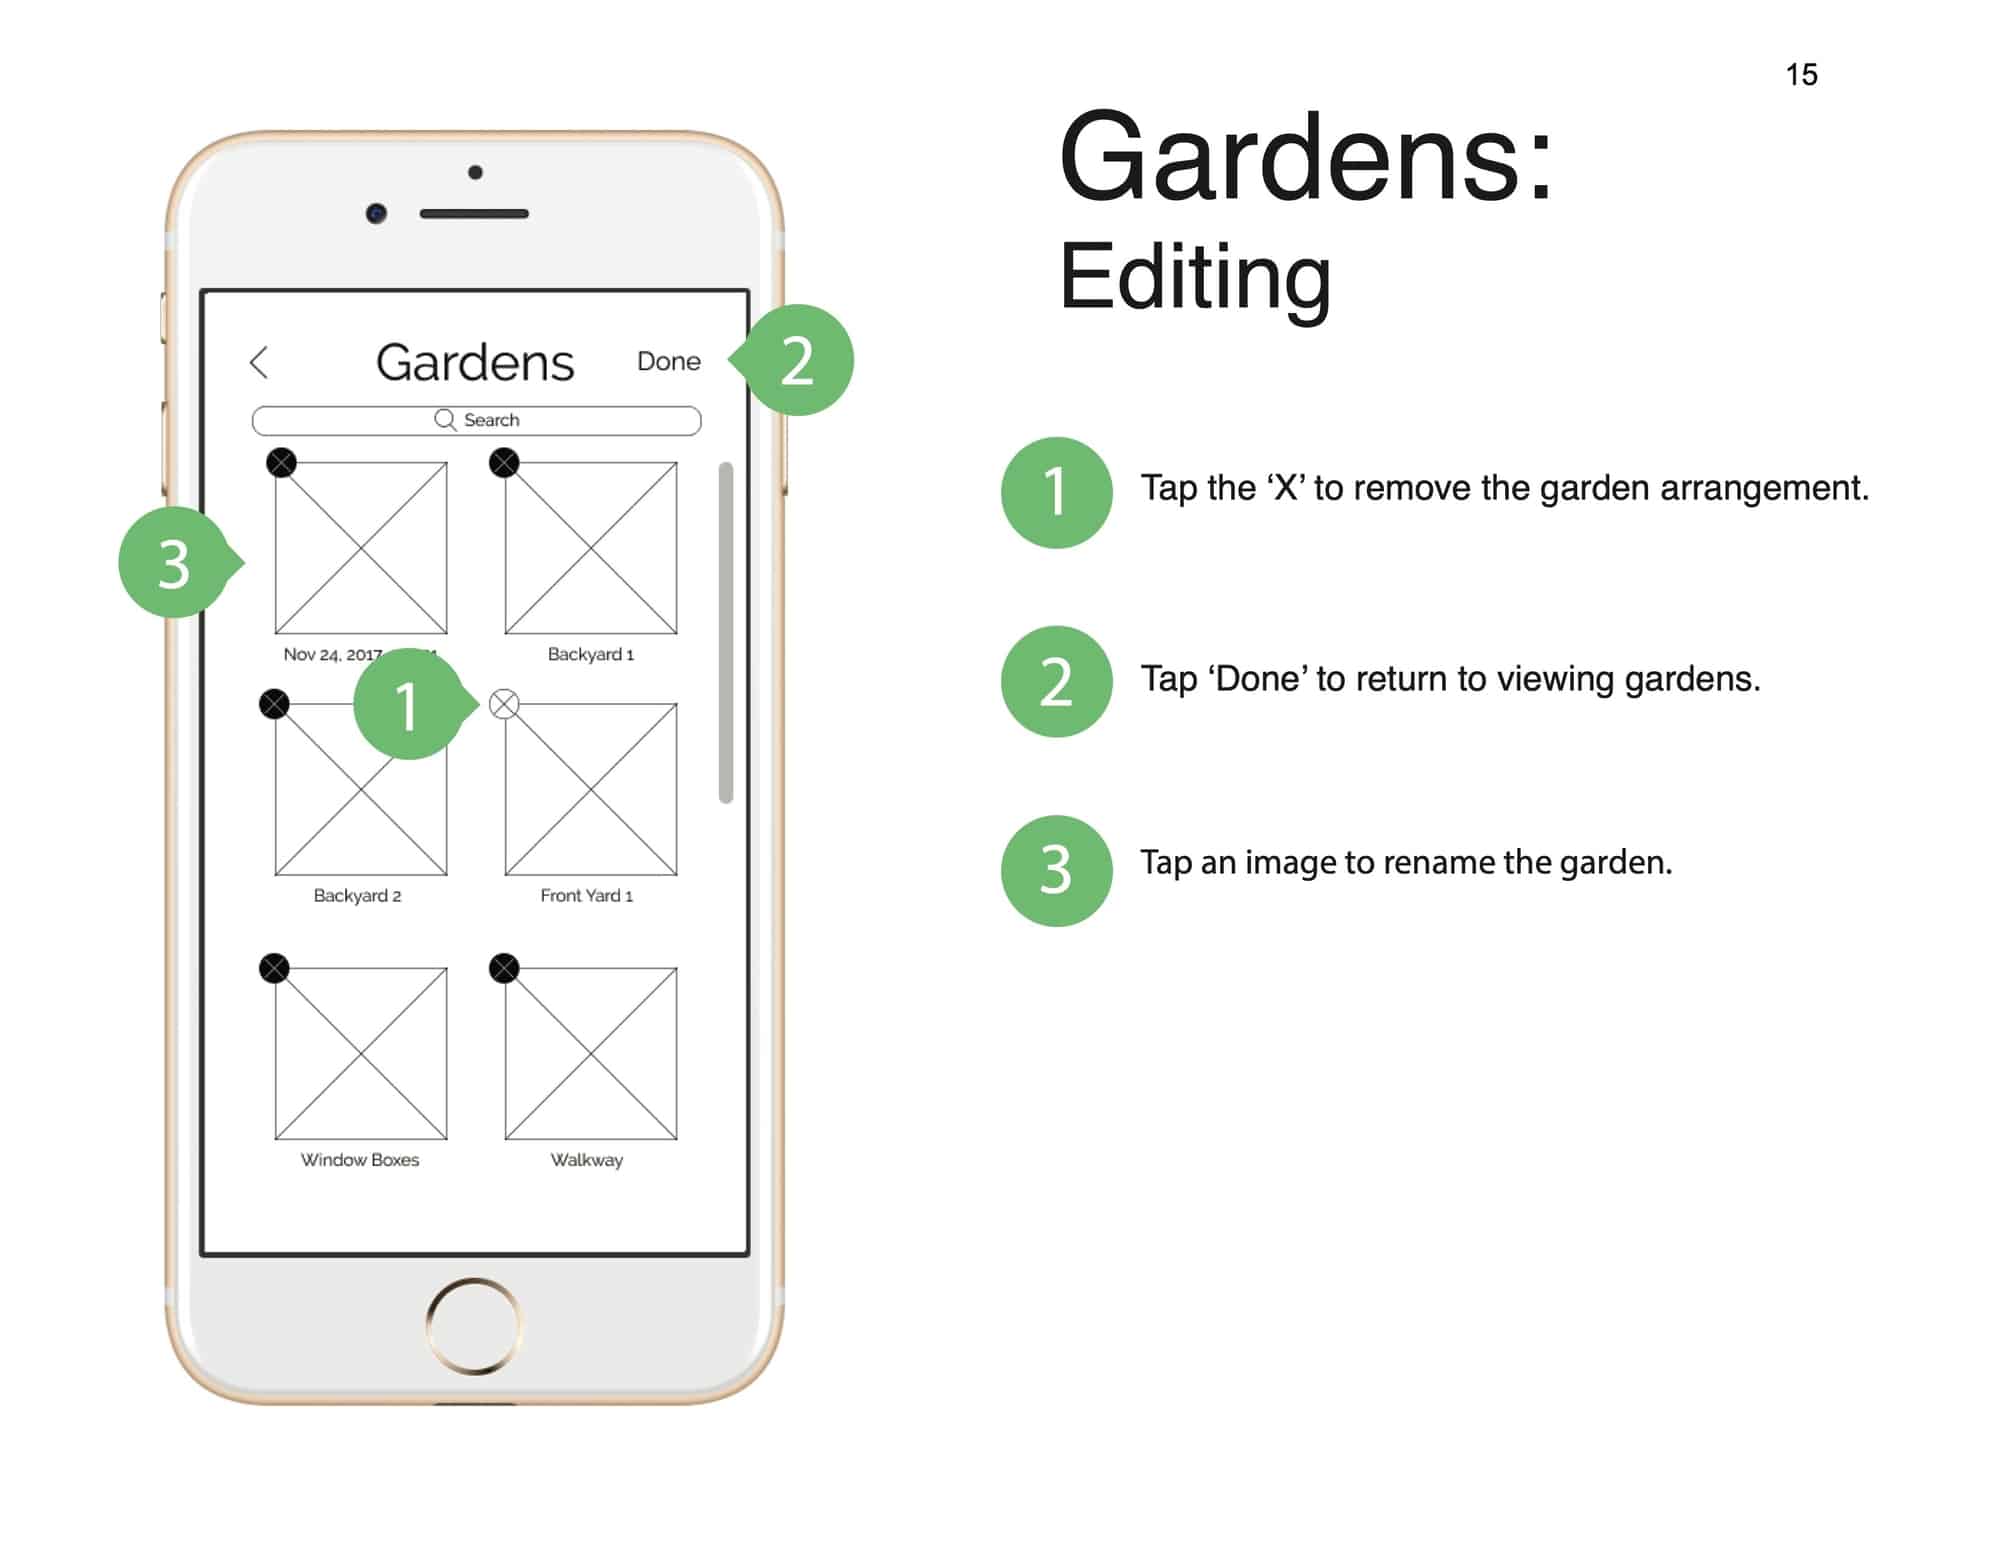 15
Gardens:
Editing
Gardens
Done
2
Search
3
Nov 24, 2017
Backyard 1
1
Backyard 2
Front Yard 1
Window Boxes
Walkway
1
Tap the ‘X’ to remove the garden arrangement.
2
Tap ‘Done’ to return to viewing gardens.
3
Tap an image to rename the garden.